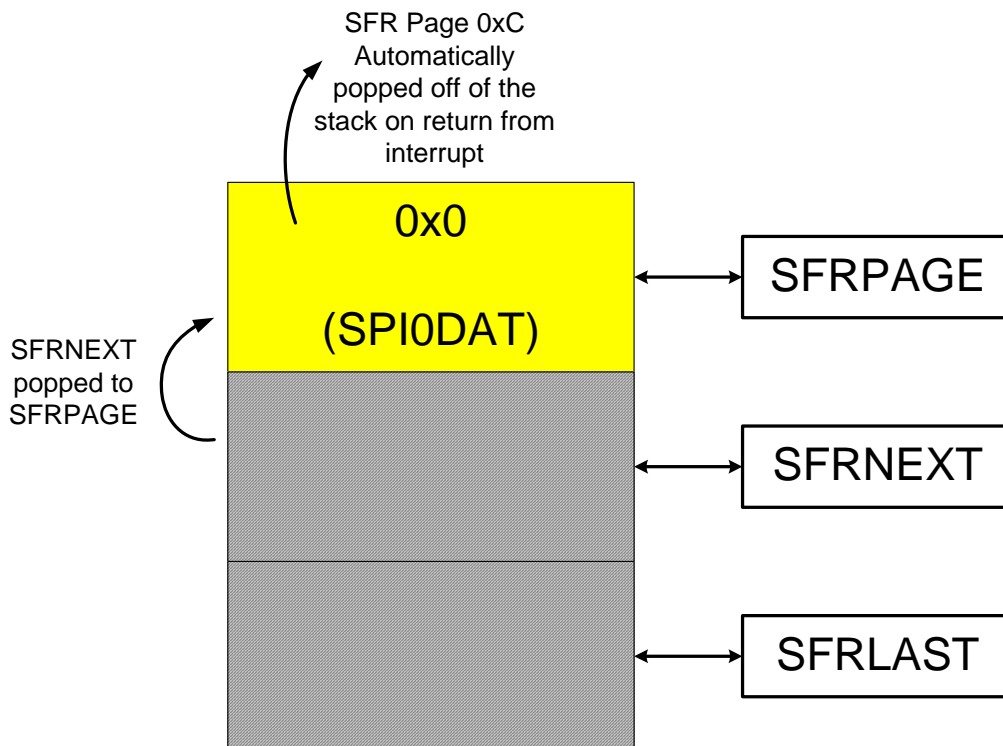 SFR Page 0xC
Automatically
popped off of the
stack on return from
interrupt
0x0
(SPI0DAT)
SFRPAGE
SFRNEXT
popped to
SFRPAGE
SFRNEXT
SFRLAST